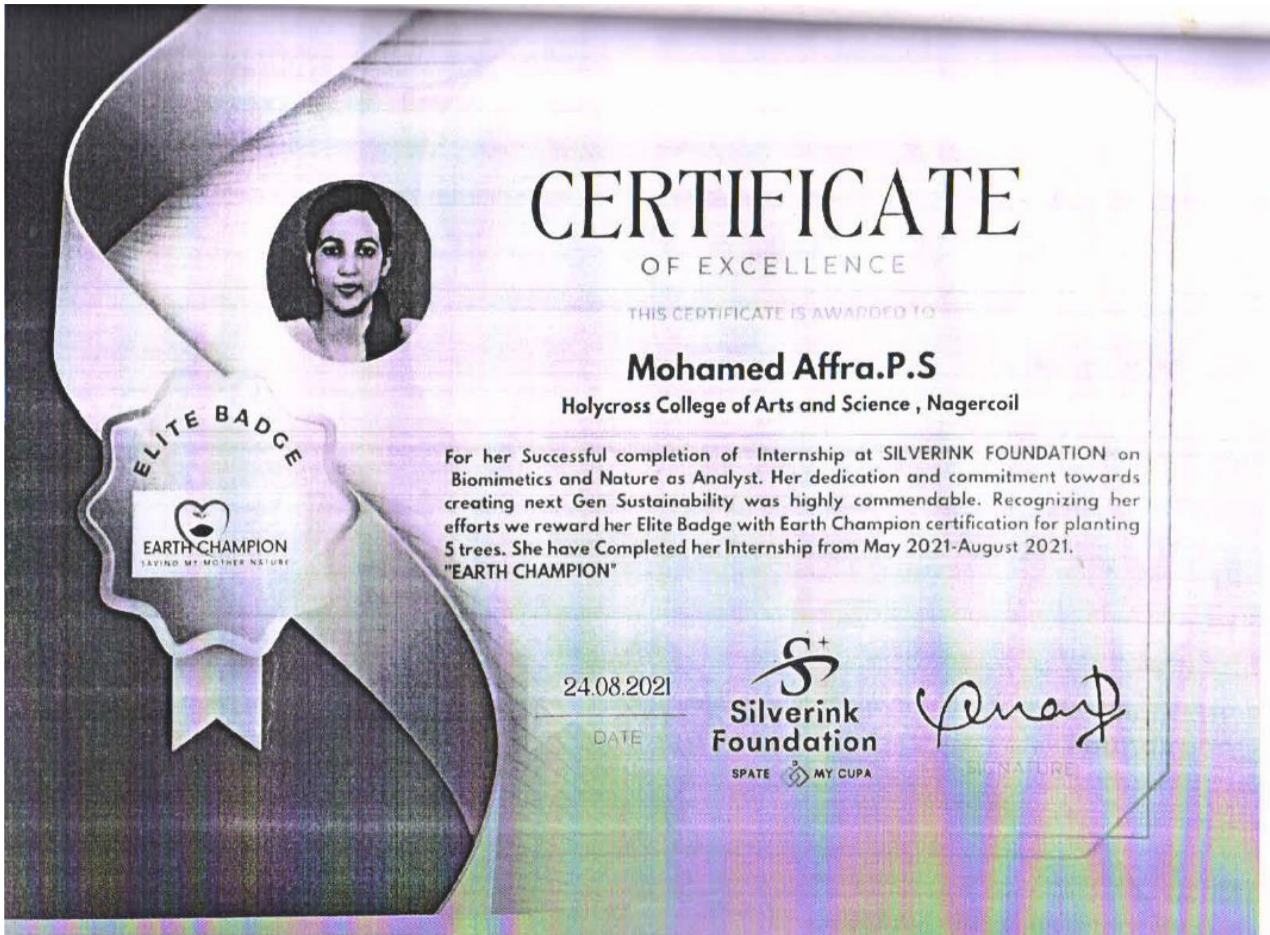 CERTIFICATE
OF EXCELLENCE
THIS CERTIFICATE IS AWARDED TO
Mohamed Affra.P.S
Holycross College of Arts and Science , Nagercoil
For her Successful completion of Internship at SILVERINK FOUNDATION on
Biomimetics and Nature as Analyst. Her dedication and commitment towards
creating next Gen Sustainability was highly commendable. Recognizing her
efforts we reward her Elite Badge with Earth Champion certification for planting
5 trees. She have Completed her Internship from May 2021-August 2021.
"EARTH CHAMPION"
ELITE BADGE
EARTH CHAMPION
SAVING MY MOTHER NATURE
24.08.2021
DATE
S+
Silverink
Foundation
SPATE MY CUPA
SIGNATURE